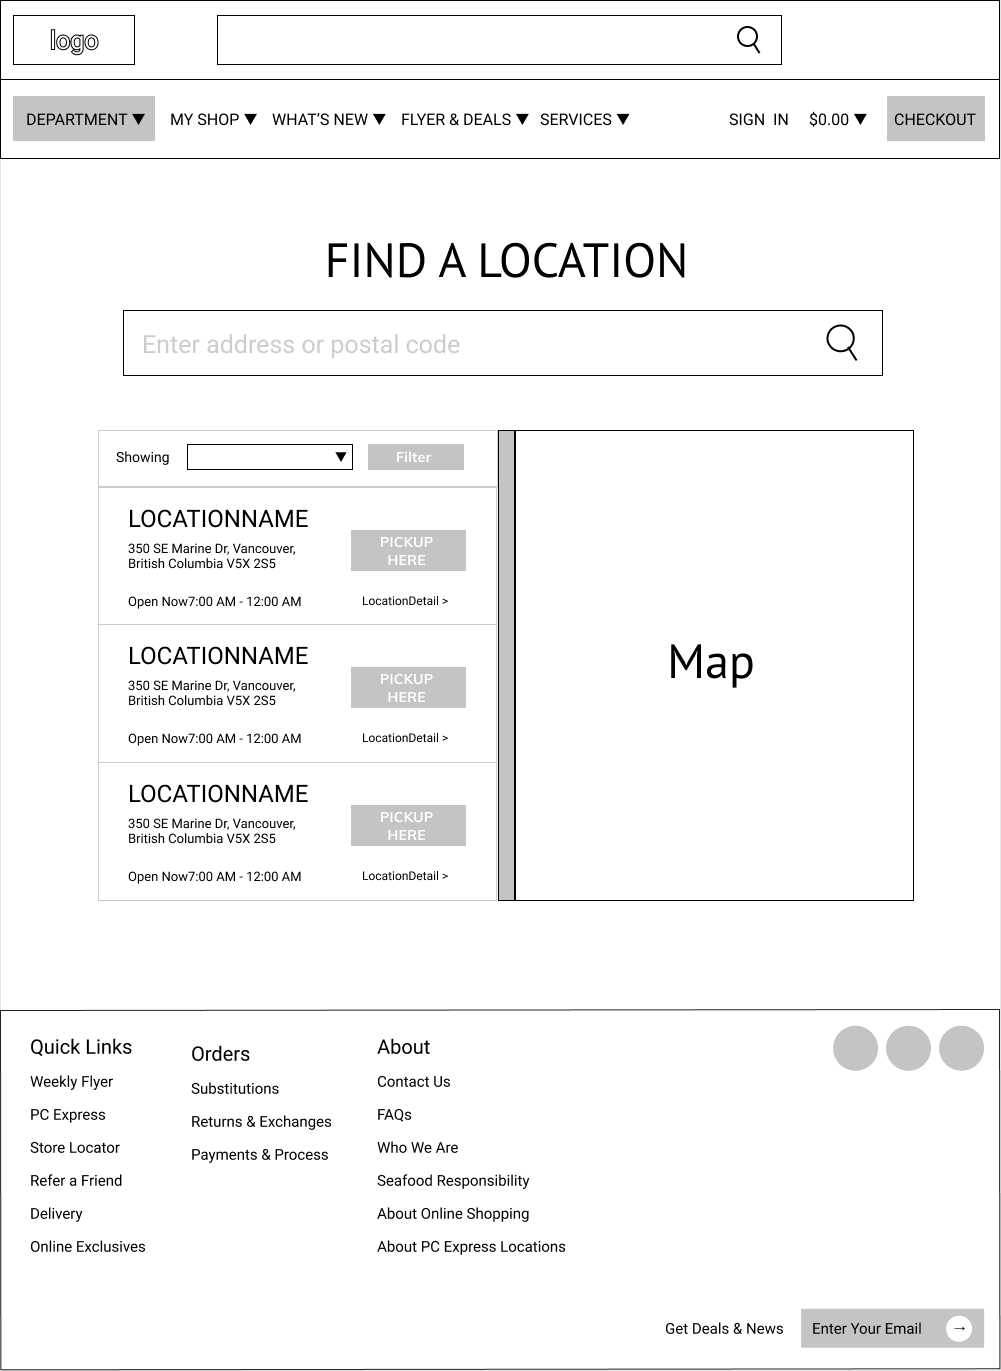 logo
DEPARTMENT ▼ MY SHOP ▼ WHAT'S NEW ▼ FLYER & DEALS ▼ SERVICES ▼ SIGN IN $0.00 ▼ CHECKOUT
FIND A LOCATION
Enter address or postal code
Showing ▼ Filter
LOCATIONNAME
350 SE Marine Dr, Vancouver,
British Columbia V5X 2S5
PICKUP
HERE
Open Now7:00 AM - 12:00 AM
LocationDetail >
LOCATIONNAME
350 SE Marine Dr, Vancouver,
British Columbia V5X 2S5
PICKUP
HERE
Open Now7:00 AM - 12:00 AM
LocationDetail >
LOCATIONNAME
350 SE Marine Dr, Vancouver,
British Columbia V5X 2S5
PICKUP
HERE
Open Now7:00 AM - 12:00 AM
LocationDetail >
Map
Quick Links
Weekly Flyer
PC Express
Store Locator
Refer a Friend
Delivery
Online Exclusives
Orders
Substitutions
Returns & Exchanges
Payments & Process
About
Contact Us
FAQs
Who We Are
Seafood Responsibility
About Online Shopping
About PC Express Locations
Get Deals & News
Enter Your Email →